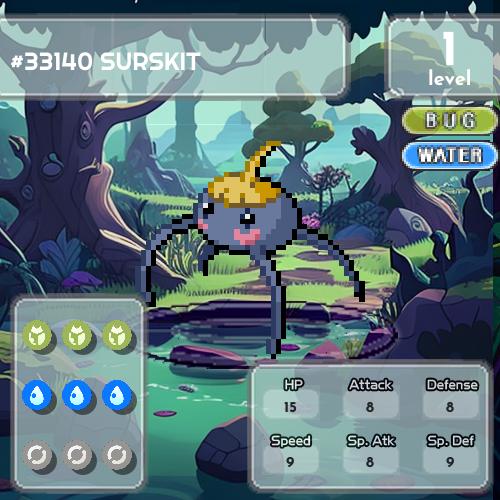 #33140 SURSKIT
1
level
BUG
WATER
HP Attack Defense
15 8 8
Speed Sp. Atk Sp. Def
9 8 9